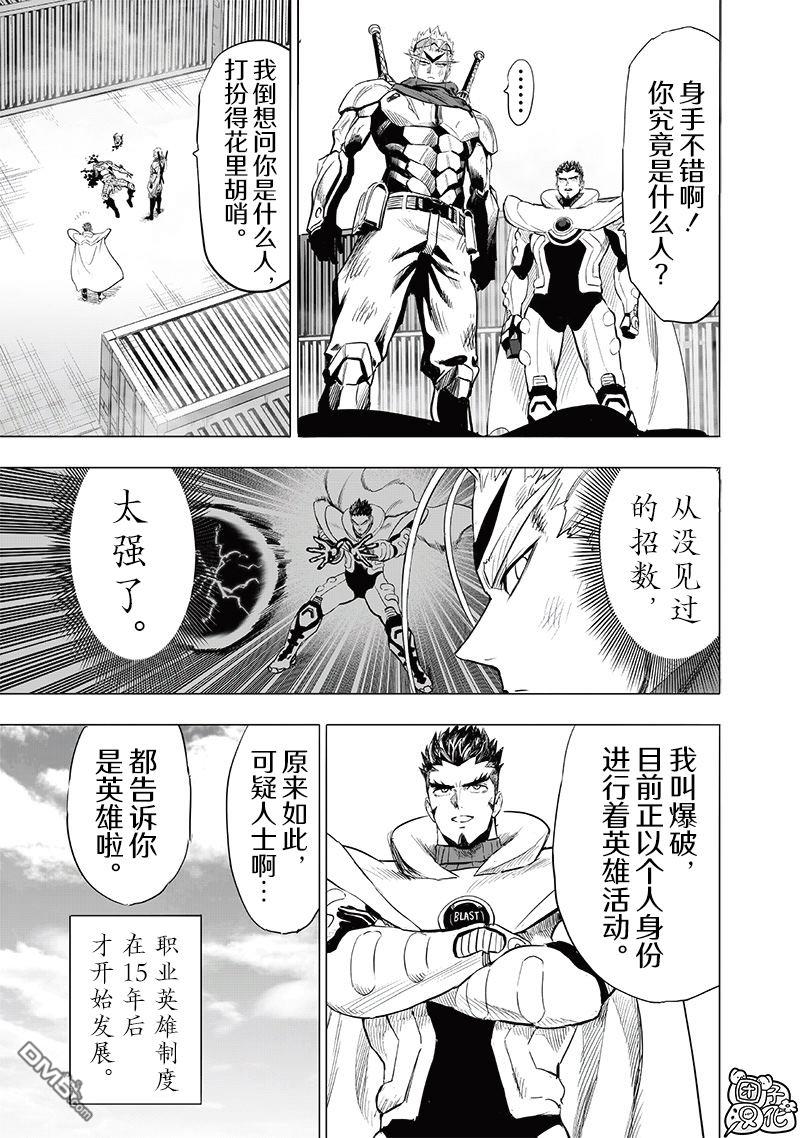 身手不错啊！
你究竟是什么人？
……
我倒想问你是什么人，
打扮得花里胡哨。
从没见过
的招数，
太强了。
我叫爆破，
目前正以个人身份
进行着英雄活动。
BLAST
原来如此，
可疑人士啊…
都告诉你
是英雄啦。
职业英雄制度
在15年后
才开始发展。
团子
汉化